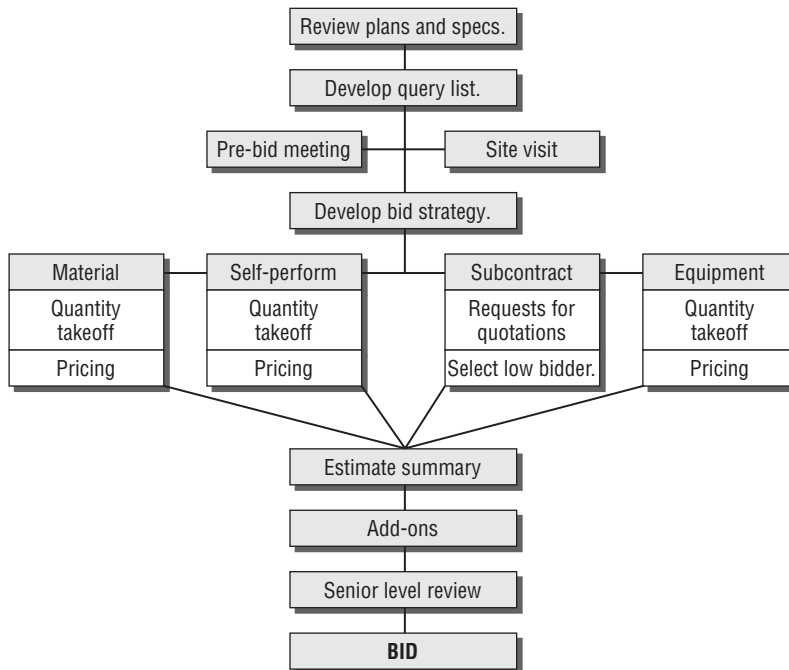 Review plans and specs.
Develop query list.
Pre-bid meeting
Site visit
Develop bid strategy.
Material
Quantity
takeoff
Pricing
Self-perform
Quantity
takeoff
Pricing
Subcontract
Requests for
quotations
Select low bidder.
Equipment
Quantity
takeoff
Pricing
Estimate summary
Add-ons
Senior level review
BID